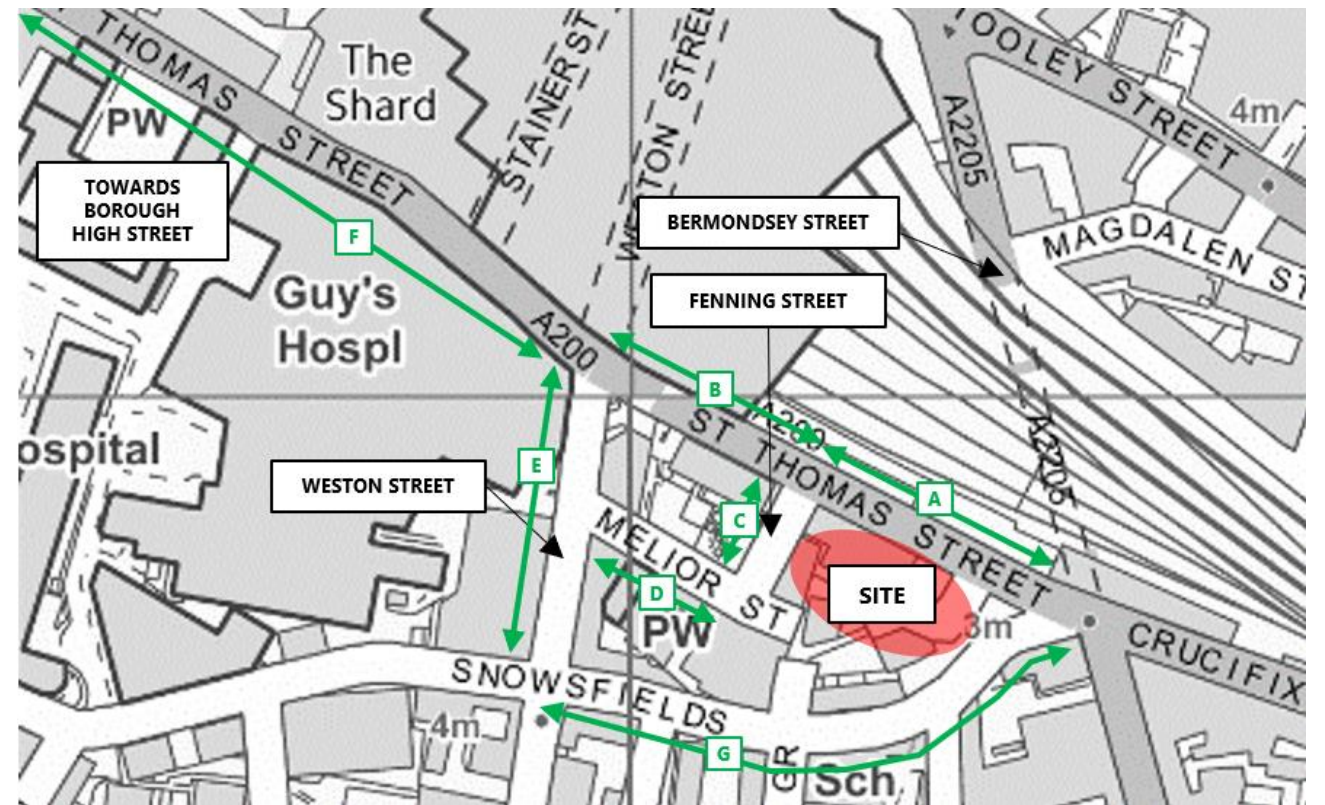 THOMAS STREET
The
Shard
STAINER ST
WESTON STREE
TOOLEY STREET
4m
A2205
PW
TOWARDS
BOROUGH
HIGH STREET
F
BERMONDSEY STREET
MAGDALEN ST
FENNING STREET
Guy's
Hospl
A200
B
A200
A2205
ospital
E
WESTON STREET
ST THOMAS STREET
A
C
MELIOR ST
D
SITE
PW
3m
CRUCIFIX
SNOWSFIELDS
4m
G
GR
Sch